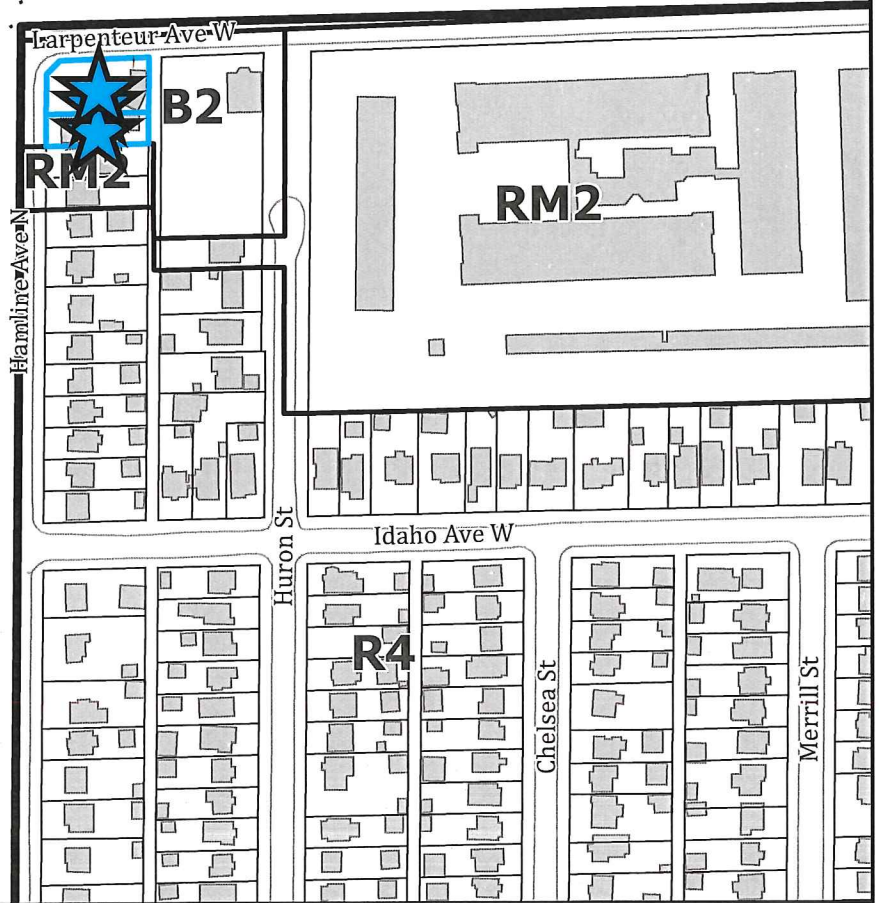 Larpenteur Ave W
B2
RM2
RM2
Hamline Ave N
Huron St
Idaho Ave W
R4
Chelsea St
Merrill St